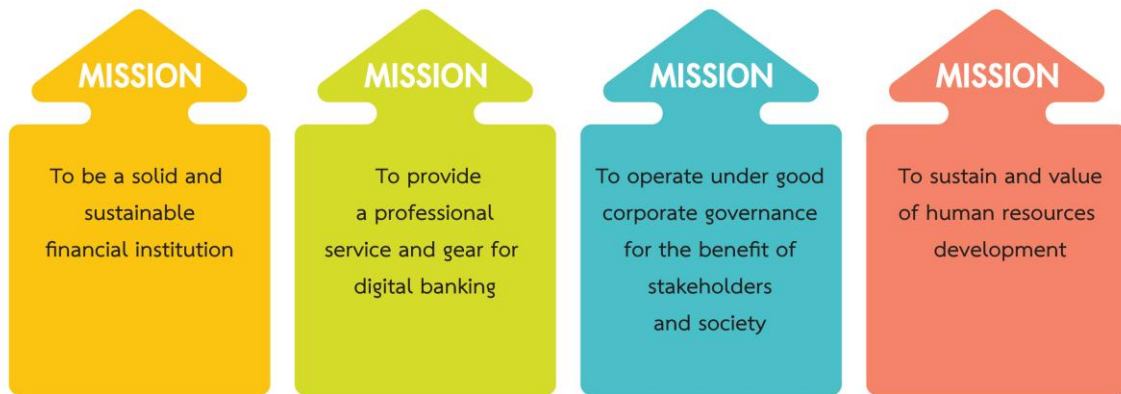 MISSION
To be a solid and
sustainable
financial institution
MISSION
To provide
a professional
service and gear for
digital banking
MISSION
To operate under good
corporate governance
for the benefit of
stakeholders
and society
MISSION
To sustain and value
of human resources
development